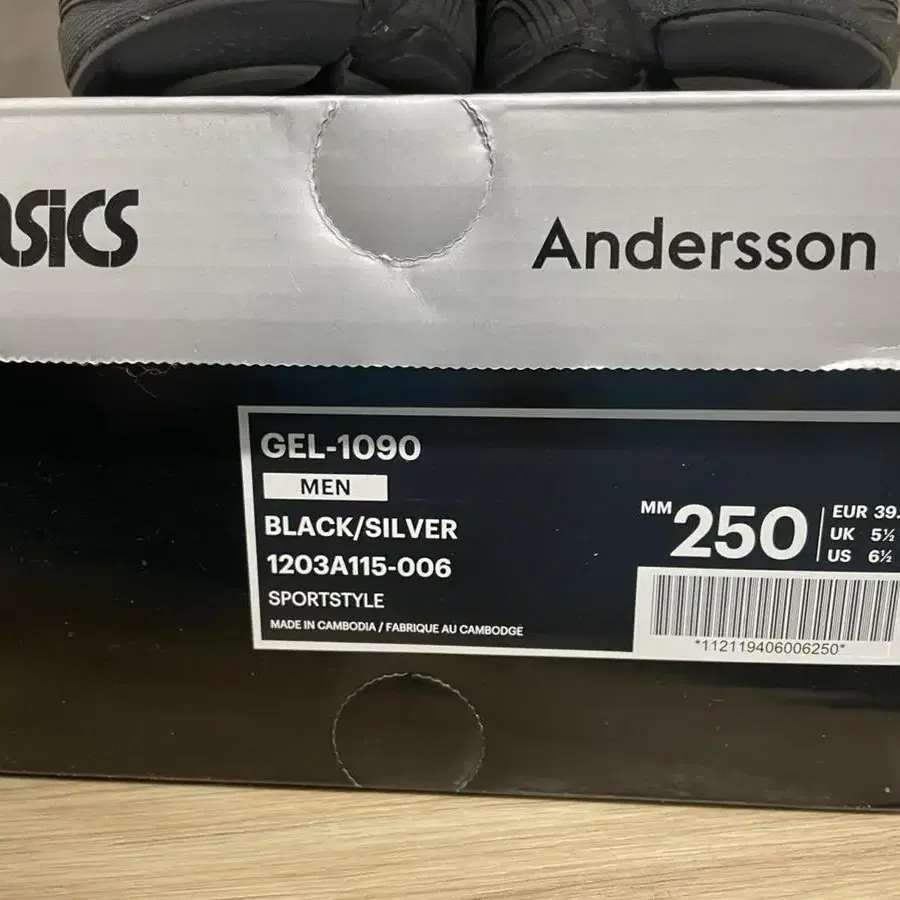 asics
Andersson
GEL-1090
MEN
BLACK/SILVER
1203A115-006
SPORTSTYLE
MADE IN CAMBODIA / FABRIQUE AU CAMBODGE
MM 250
EUR 39.
UK 5½
US 6½
*112119406006250*